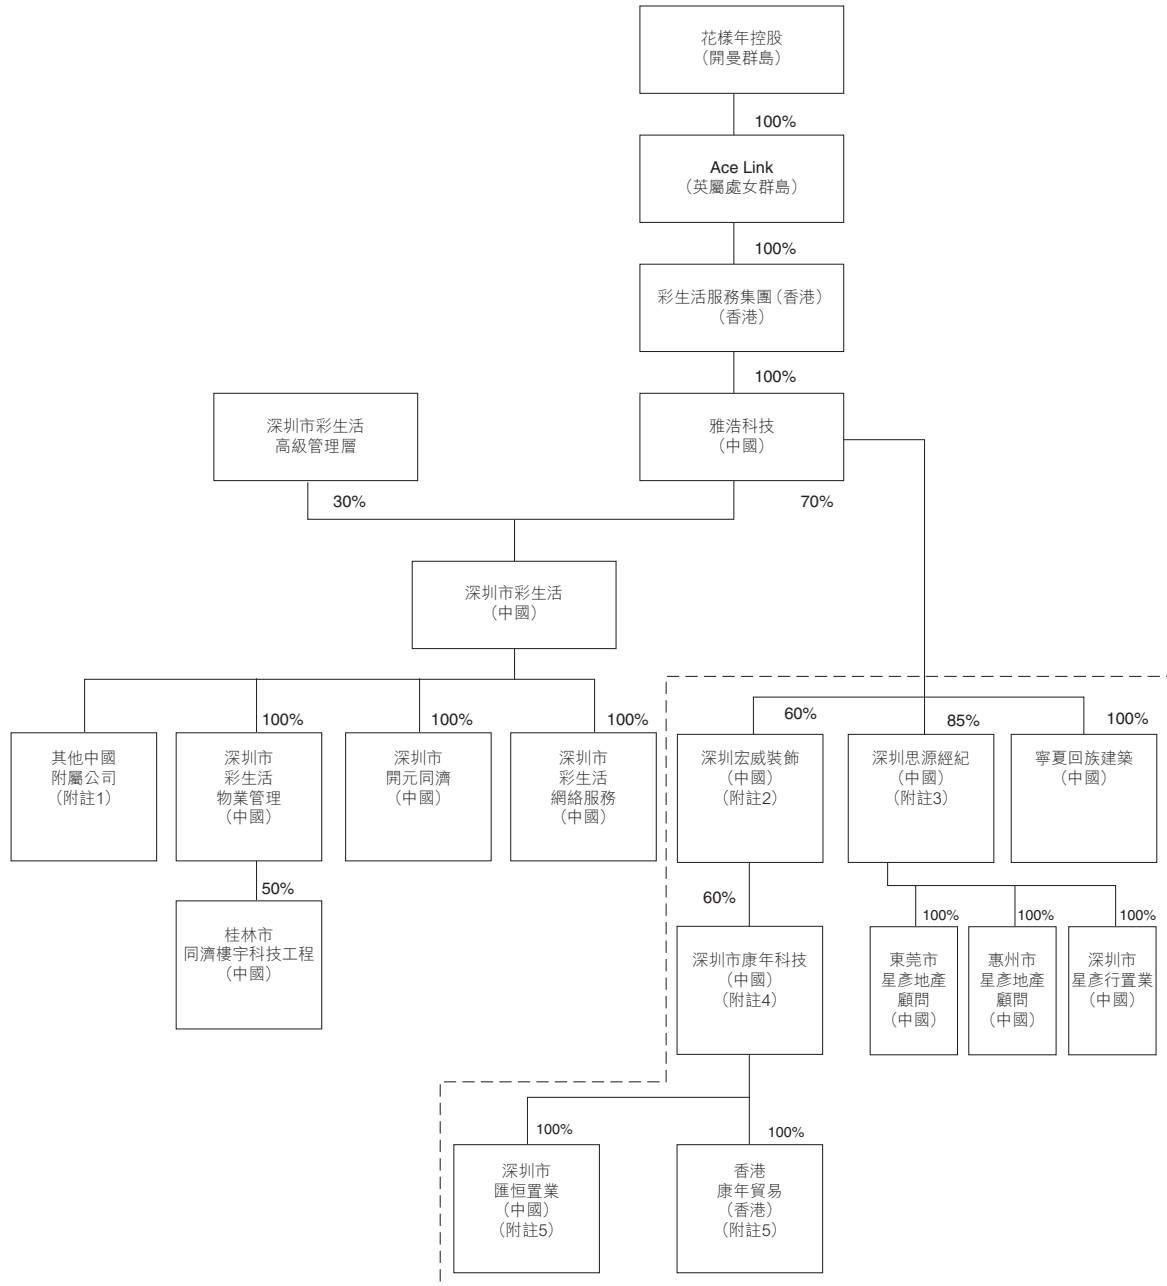 花樣年控股
(開曼群島)
100%
Ace Link
(英屬處女群島)
100%
彩生活服務集團(香港)
(香港)
100%
深圳市彩生活
高級管理層
雅浩科技
(中國)
30%
70%
深圳市彩生活
(中國)
100%
100%
100%
60%
85%
100%
其他中國
附屬公司
(附註1)
深圳市
彩生活
物業管理
(中國)
深圳市
開元同濟
(中國)
深圳市
彩生活
網絡服務
(中國)
深圳宏威裝飾
(中國)
(附註2)
深圳思源經紀
(中國)
(附註3)
寧夏回族建築
(中國)
50%
60%
100%
100%
100%
桂林市
同濟樓宇科技工程
(中國)
深圳市康年科技
(中國)
(附註4)
東莞市
星彥地產
顧問
(中國)
惠州市
星彥地產
顧問
(中國)
深圳市
星彥行置業
(中國)
100%
100%
深圳市
匯恒置業
(中國)
(附註5)
香港
康年貿易
(香港)
(附註5)